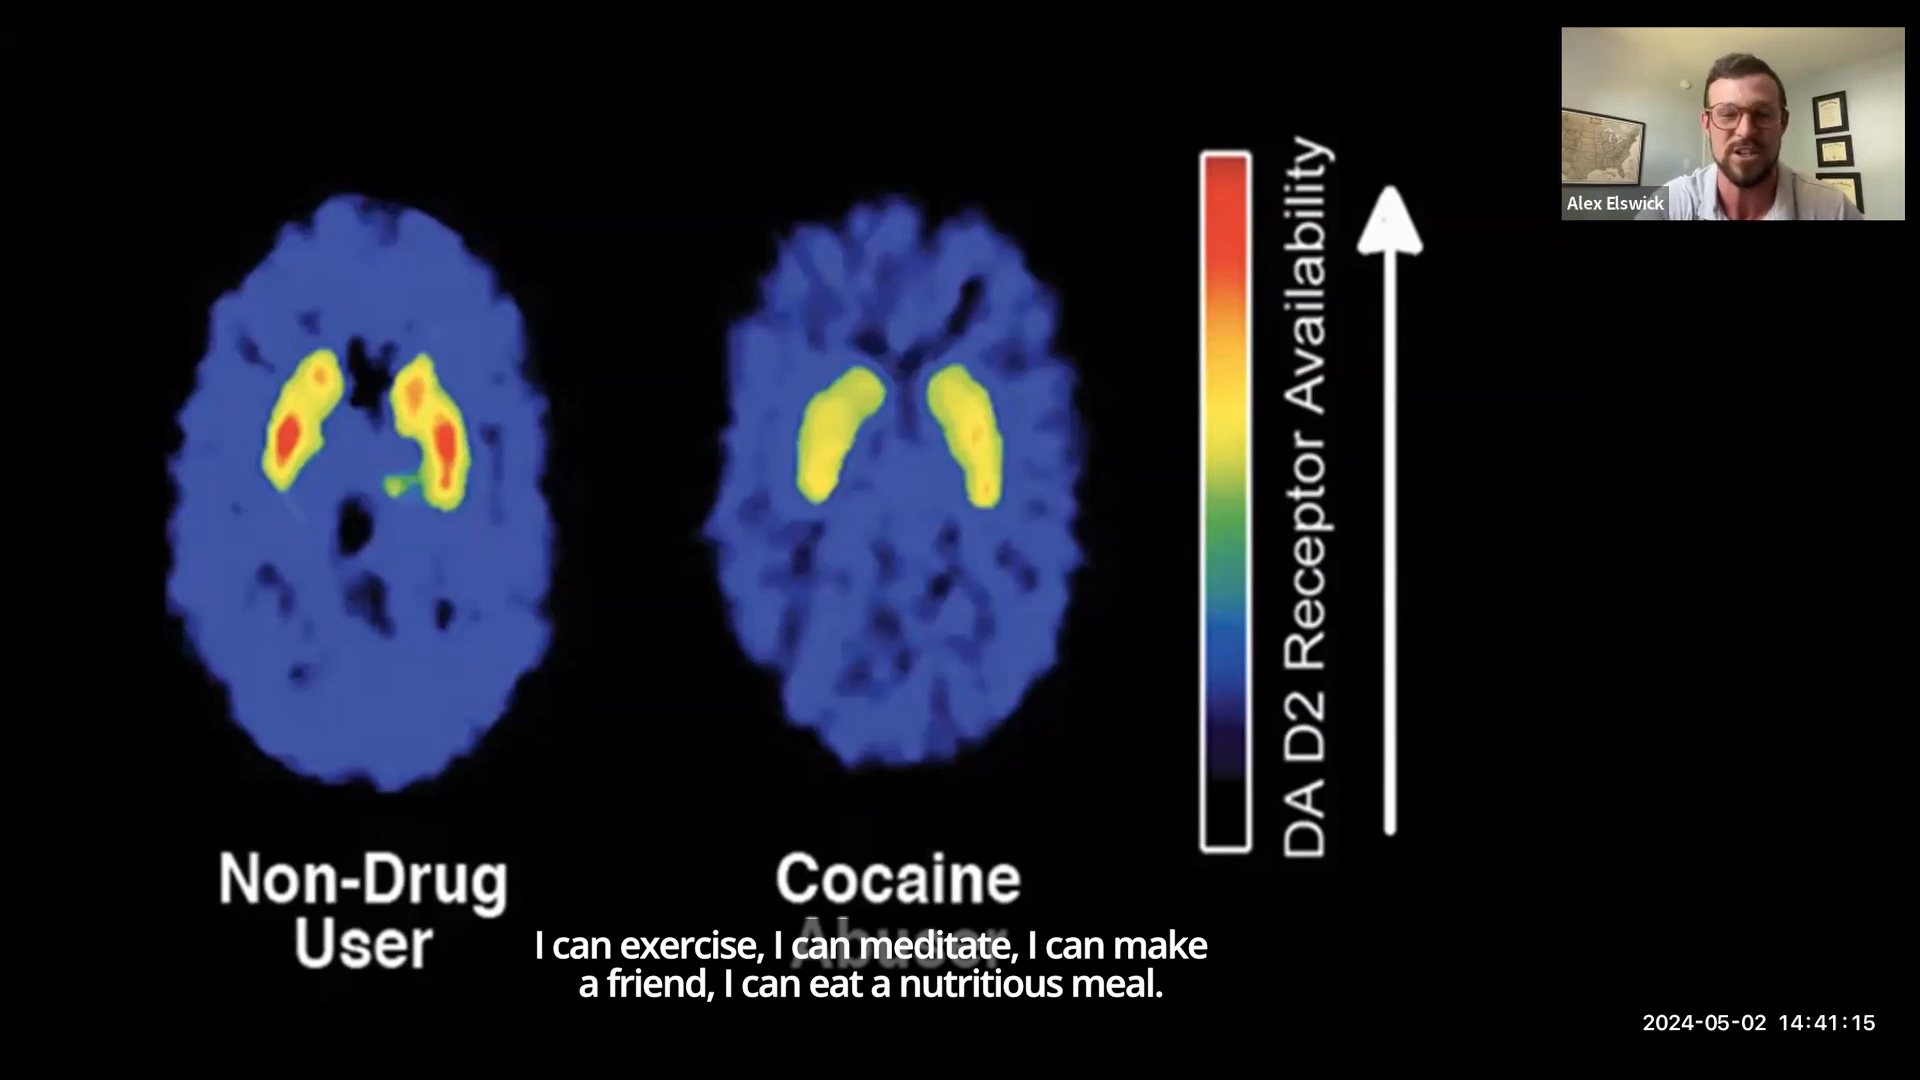 Alex Elswick
DA D2 Receptor Availability
Non-Drug
User
Cocaine
Abuser
I can exercise, I can meditate, I can make
a friend, I can eat a nutritious meal.
2024-05-02 14:41:15